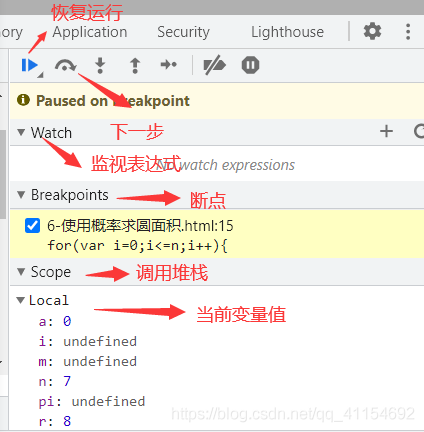 恢复运行
ory Application Security Lighthouse
Paused on breakpoint
下一步
Watch
监视表达式
watch expressions
Breakpoints
断点
6-使用概率求圆面积.html:15
for(var i=0;i<=n;i++){
Scope
调用堆栈
Local
当前变量值
a: 0
i: undefined
m: undefined
n: 7
pi: undefined
r: 8
https://blog.csdn.net/qq_41154692